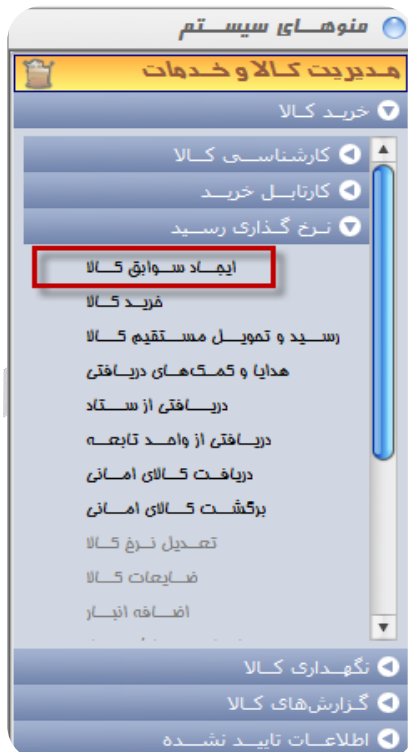 منوهای سیستم
مدیریت کالا و خدمات
خرید کالا
کارشناسی کالا
کارتابل خرید
نرخ گذاری رسید
ایجاد سوابق کالا
خرید کالا
رسید و تحویل مستقیم کالا
هدایا و کمک‌های دریافتی
دریافتی از ستاد
دریافتی از واحد تابعه
دریافت کالای امانی
برگشت کالای امانی
تعدیل نرخ کالا
ضایعات کالا
اضافه انبار
نگهداری کالا
گزارش‌های کالا
اطلاعات تایید نشده